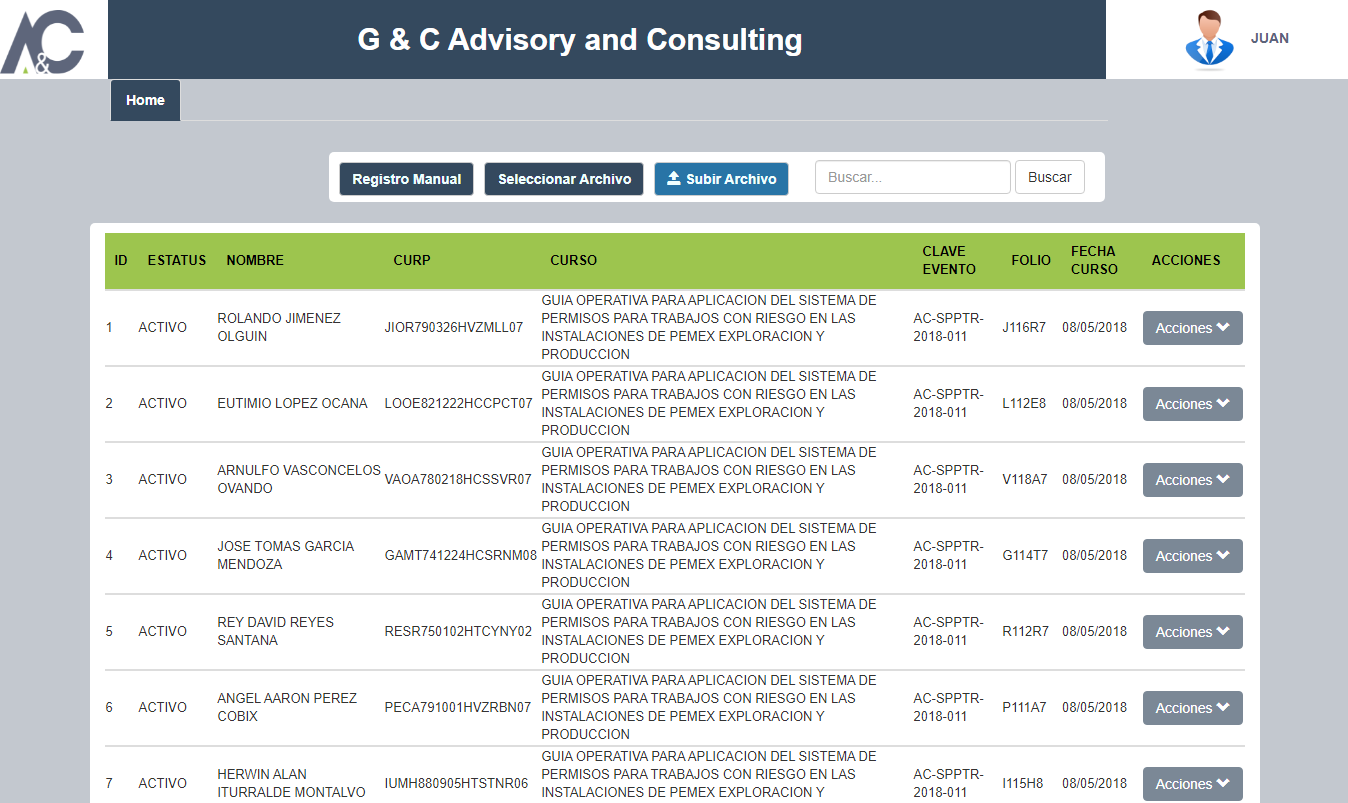 A&C
G & C Advisory and Consulting
JUAN
Home
Registro Manual
Seleccionar Archivo
Subir Archivo
Buscar...
Buscar
ID ESTATUS NOMBRE CURP CURSO CLAVE EVENTO FOLIO FECHA CURSO ACCIONES
1 ACTIVO
ROLANDO JIMENEZ
OLGUIN
JIOR790326HVZMLL07
GUIA OPERATIVA PARA APLICACION DEL SISTEMA DE
PERMISOS PARA TRABAJOS CON RIESGO EN LAS
INSTALACIONES DE PEMEX EXPLORACION Y
PRODUCCION
AC-SPPTR-
2018-011
J116R7 08/05/2018 Acciones
2 ACTIVO
EUTIMIO LOPEZ OCANA
LOOE821222HCCPCT07
GUIA OPERATIVA PARA APLICACION DEL SISTEMA DE
PERMISOS PARA TRABAJOS CON RIESGO EN LAS
INSTALACIONES DE PEMEX EXPLORACION Y
PRODUCCION
AC-SPPTR-
2018-011
L112E8 08/05/2018 Acciones
3 ACTIVO
ARNULFO VASCONCELOS
OVANDO
VAOA780218HCSSVR07
GUIA OPERATIVA PARA APLICACION DEL SISTEMA DE
PERMISOS PARA TRABAJOS CON RIESGO EN LAS
INSTALACIONES DE PEMEX EXPLORACION Y
PRODUCCION
AC-SPPTR-
2018-011
V118A7 08/05/2018 Acciones
4 ACTIVO
JOSE TOMAS GARCIA
MENDOZA
GAMT741224HCSRNM08
GUIA OPERATIVA PARA APLICACION DEL SISTEMA DE
PERMISOS PARA TRABAJOS CON RIESGO EN LAS
INSTALACIONES DE PEMEX EXPLORACION Y
PRODUCCION
AC-SPPTR-
2018-011
G114T7 08/05/2018 Acciones
5 ACTIVO
REY DAVID REYES
SANTANA
RESR750102HTCYNY02
GUIA OPERATIVA PARA APLICACION DEL SISTEMA DE
PERMISOS PARA TRABAJOS CON RIESGO EN LAS
INSTALACIONES DE PEMEX EXPLORACION Y
PRODUCCION
AC-SPPTR-
2018-011
R112R7 08/05/2018 Acciones
6 ACTIVO
ANGEL AARON PEREZ
COBIX
PECA791001HVZRBN07
GUIA OPERATIVA PARA APLICACION DEL SISTEMA DE
PERMISOS PARA TRABAJOS CON RIESGO EN LAS
INSTALACIONES DE PEMEX EXPLORACION Y
PRODUCCION
AC-SPPTR-
2018-011
P111A7 08/05/2018 Acciones
7 ACTIVO
HERWIN ALAN
ITURRALDE MONTALVO
IUMH880905HTSTNR06
GUIA OPERATIVA PARA APLICACION DEL SISTEMA DE
PERMISOS PARA TRABAJOS CON RIESGO EN LAS
INSTALACIONES DE PEMEX EXPLORACION Y
AC-SPPTR-
2018-011
I115H8 08/05/2018 Acciones